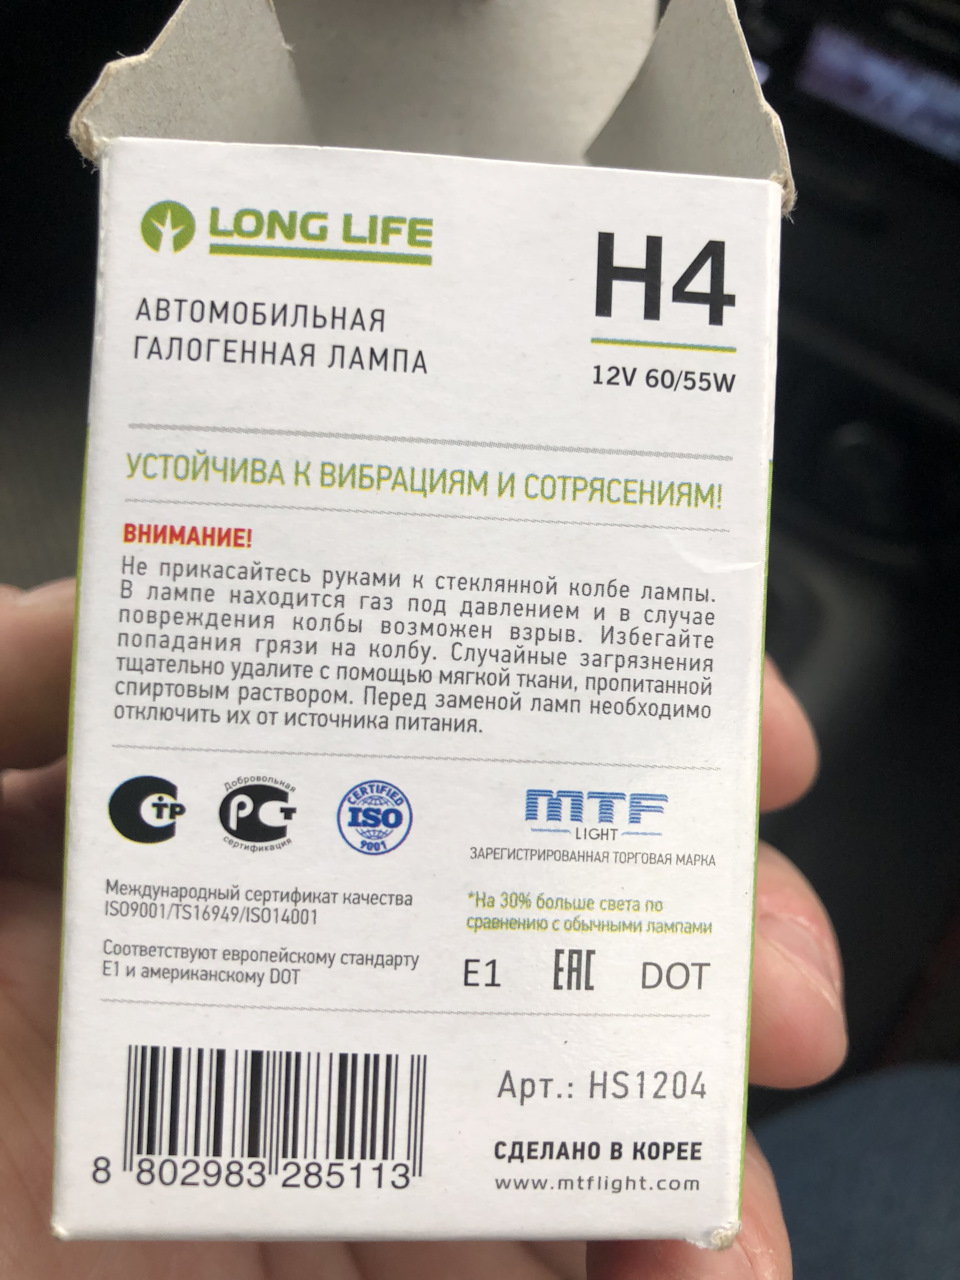 LONG LIFE
H4
АВТОМОБИЛЬНАЯ
ГАЛОГЕННАЯ ЛАМПА
12V 60/55W
УСТОЙЧИВА К ВИБРАЦИЯМ И СОТРЯСЕНИЯМ!
ВНИМАНИЕ!
Не прикасайтесь руками к стеклянной колбе лампы.
В лампе находится газ под давлением и в случае
повреждения колбы возможен взрыв. Избегайте
попадания грязи на колбу. Случайные загрязнения
тщательно удалите с помощью мягкой ткани, пропитанной
спиртовым раствором. Перед заменой ламп необходимо
отключить их от источника питания.
СТР
Добровольная
РСТ
сертификация
CERTIFIED
ISO
9001
MTF
LIGHT
ЗАРЕГИСТРИРОВАННАЯ ТОРГОВАЯ МАРКА
Международный сертификат качества
ISO9001/TS16949/ISO14001
*На 30% больше света по
сравнению с обычными лампами
Соответствуют европейскому стандарту
E1 и американскому DOT
E1 EAC DOT
Арт.: HS1204
СДЕЛАНО В КОРЕЕ
www.mtflight.com
8 802983 285113